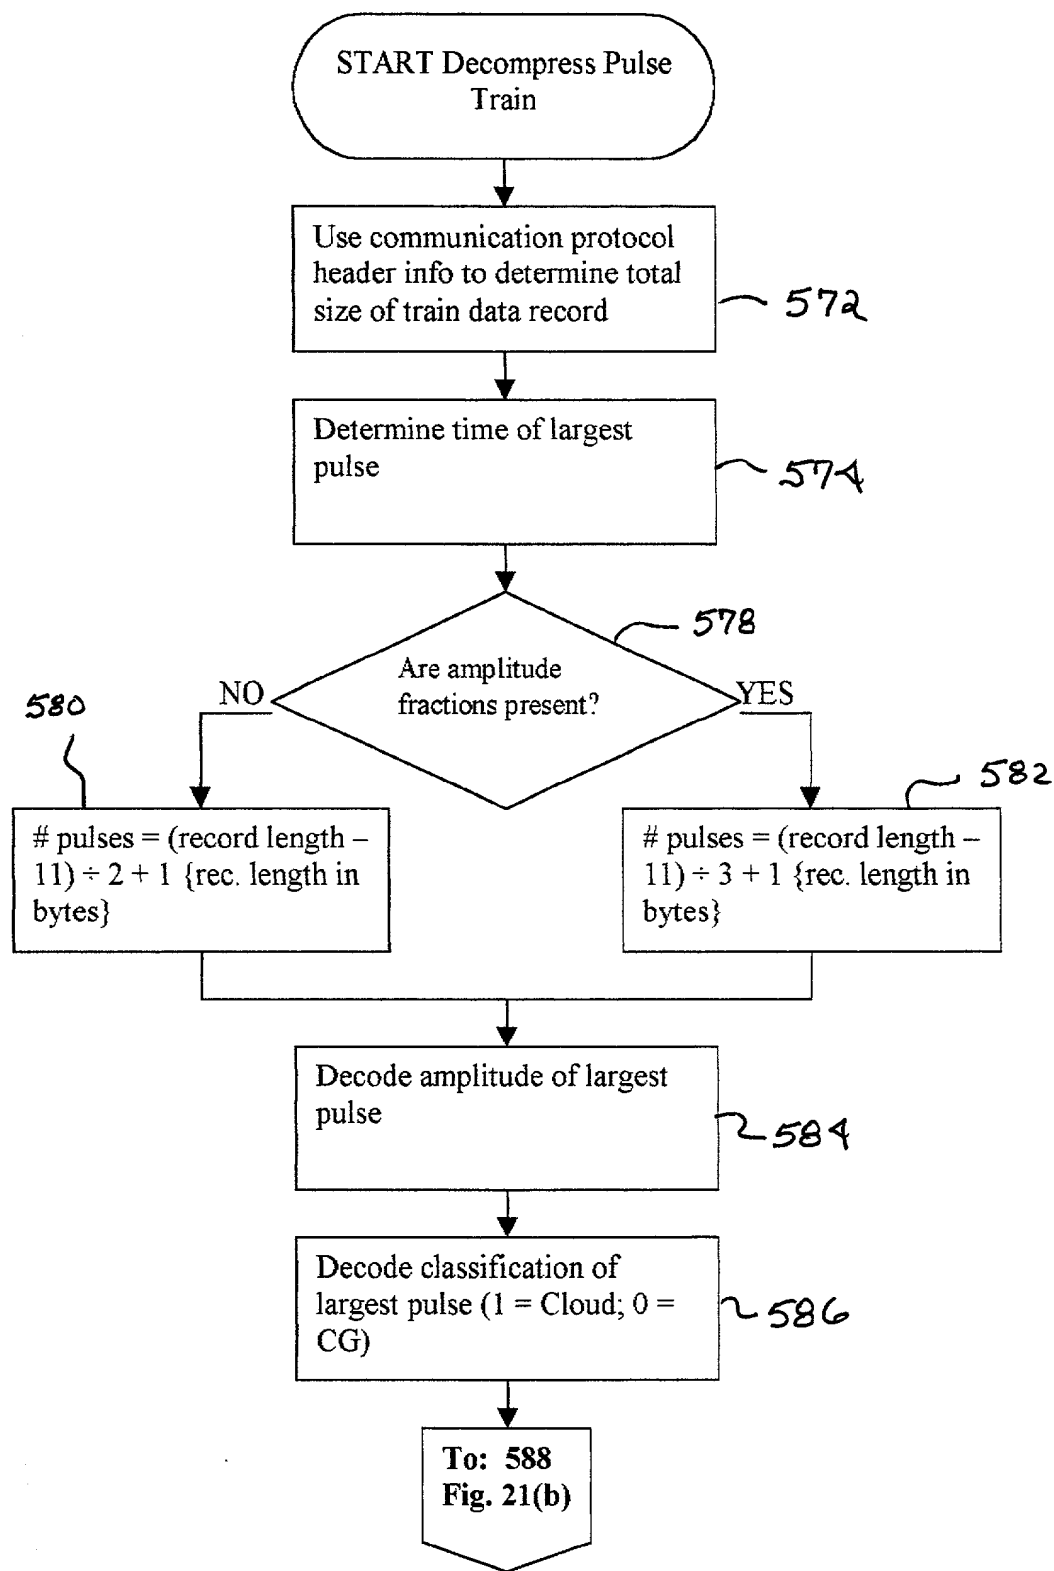 START Decompress Pulse
Train
Use communication protocol
header info to determine total
size of train data record
572
Determine time of largest
pulse
574
578
Are amplitude
fractions present?
NO
YES
580
582
# pulses = (record length –
11) ÷ 2 + 1 {rec. length in
bytes}
# pulses = (record length –
11) ÷ 3 + 1 {rec. length in
bytes}
Decode amplitude of largest
pulse
584
Decode classification of
largest pulse (1 = Cloud; 0 =
CG)
586
To: 588
Fig. 21(b)